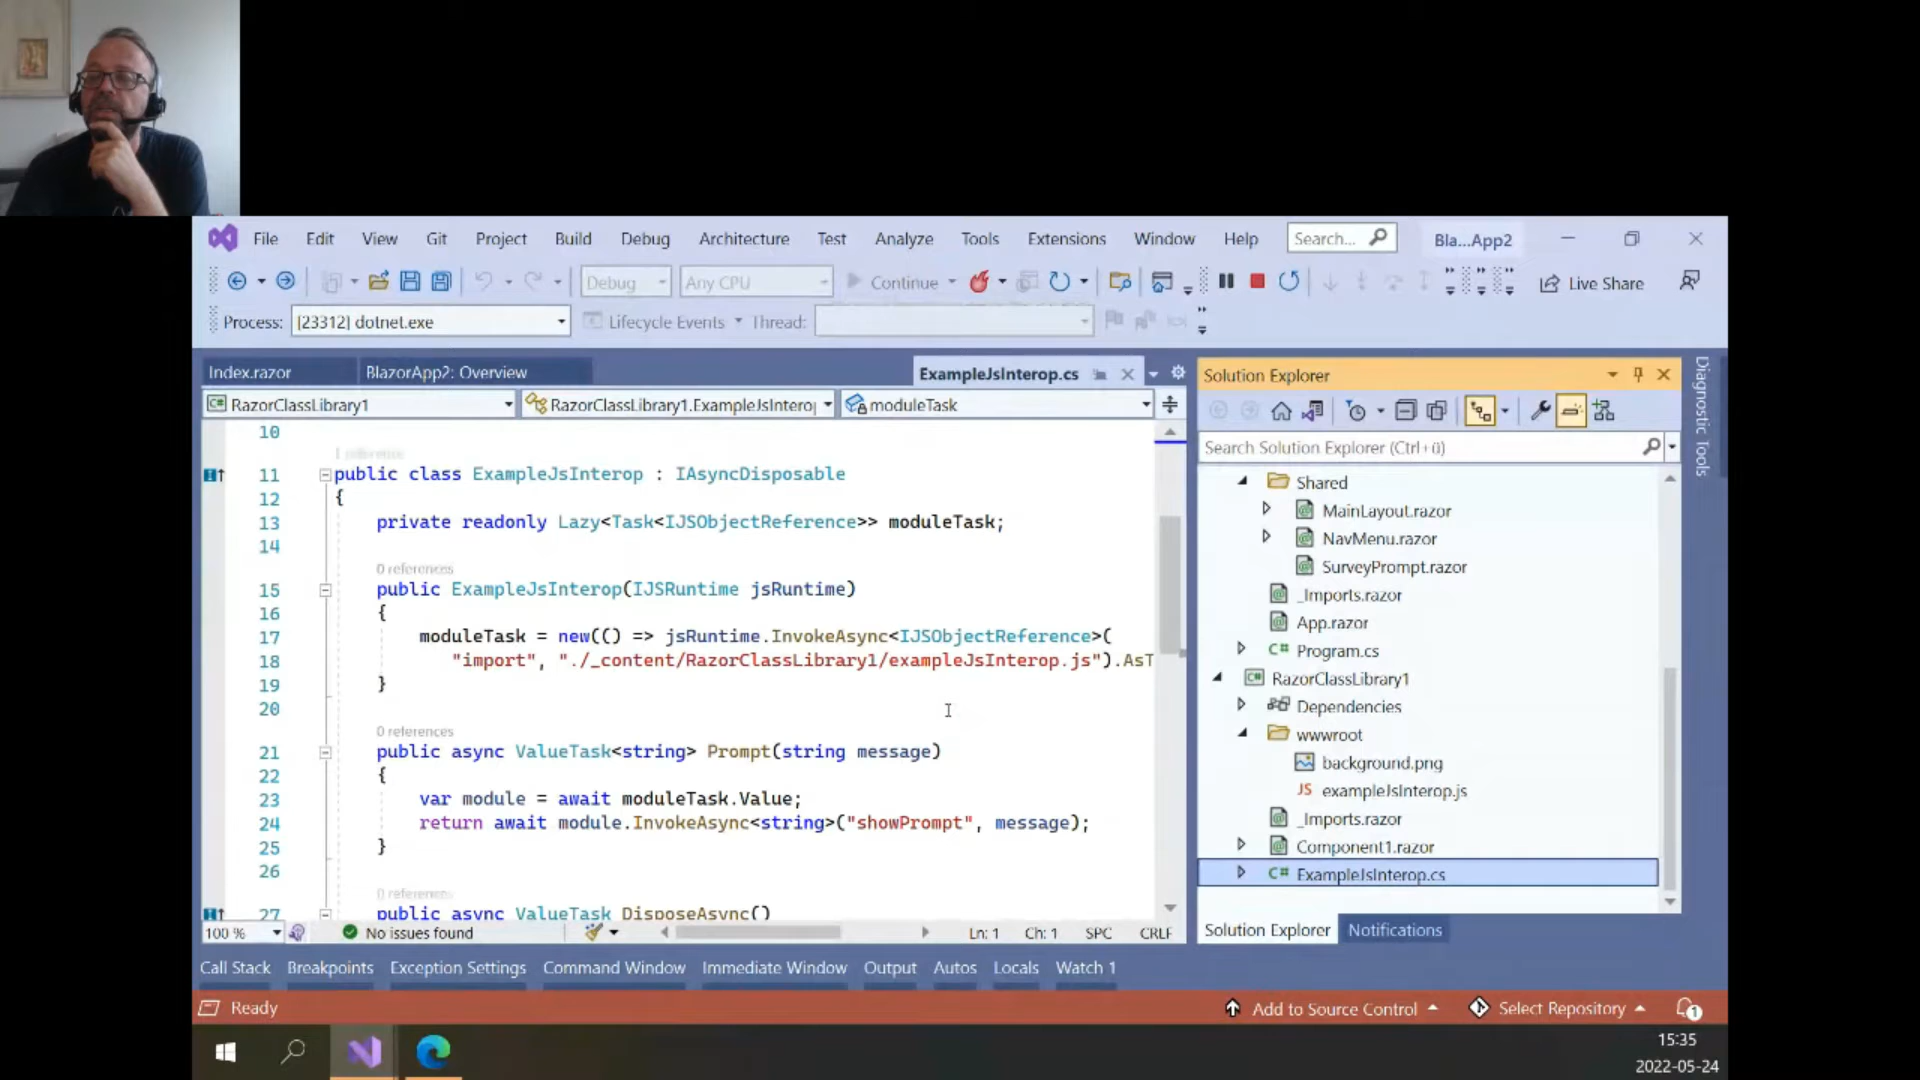 File Edit View Git Project Build Debug Architecture Test Analyze Tools Extensions Window Help Search... Bla...App2
Debug Any CPU Continue Live Share
Process: [23312] dotnet.exe Lifecycle Events Thread:
Index.razor BlazorApp2: Overview ExampleJsInterop.cs
RazorClassLibrary1 RazorClassLibrary1.ExampleJsInterop moduleTask
10
1 reference
11 public class ExampleJsInterop : IAsyncDisposable
12 {
13 private readonly Lazy<Task<IJSObjectReference>> moduleTask;
14
0 references
15 public ExampleJsInterop(IJSRuntime jsRuntime)
16 {
17 moduleTask = new(() => jsRuntime.InvokeAsync<IJSObjectReference>(
18 "import", "./_content/RazorClassLibrary1/exampleJsInterop.js").AsT
19 }
20
0 references
21 public async ValueTask<string> Prompt(string message)
22 {
23 var module = await moduleTask.Value;
24 return await module.InvokeAsync<string>("showPrompt", message);
25 }
26
0 references
27 public async ValueTask DisposeAsync()
100 % No issues found Ln: 1 Ch: 1 SPC CRLF
Solution Explorer
Search Solution Explorer (Ctrl+ü)
Shared
MainLayout.razor
NavMenu.razor
SurveyPrompt.razor
_Imports.razor
App.razor
C# Program.cs
RazorClassLibrary1
Dependencies
wwwroot
background.png
JS exampleJsInterop.js
_Imports.razor
Component1.razor
C# ExampleJsInterop.cs
Solution Explorer Notifications
Diagnostic Tools
Call Stack Breakpoints Exception Settings Command Window Immediate Window Output Autos Locals Watch 1
Ready Add to Source Control Select Repository 1
15:35
2022-05-24